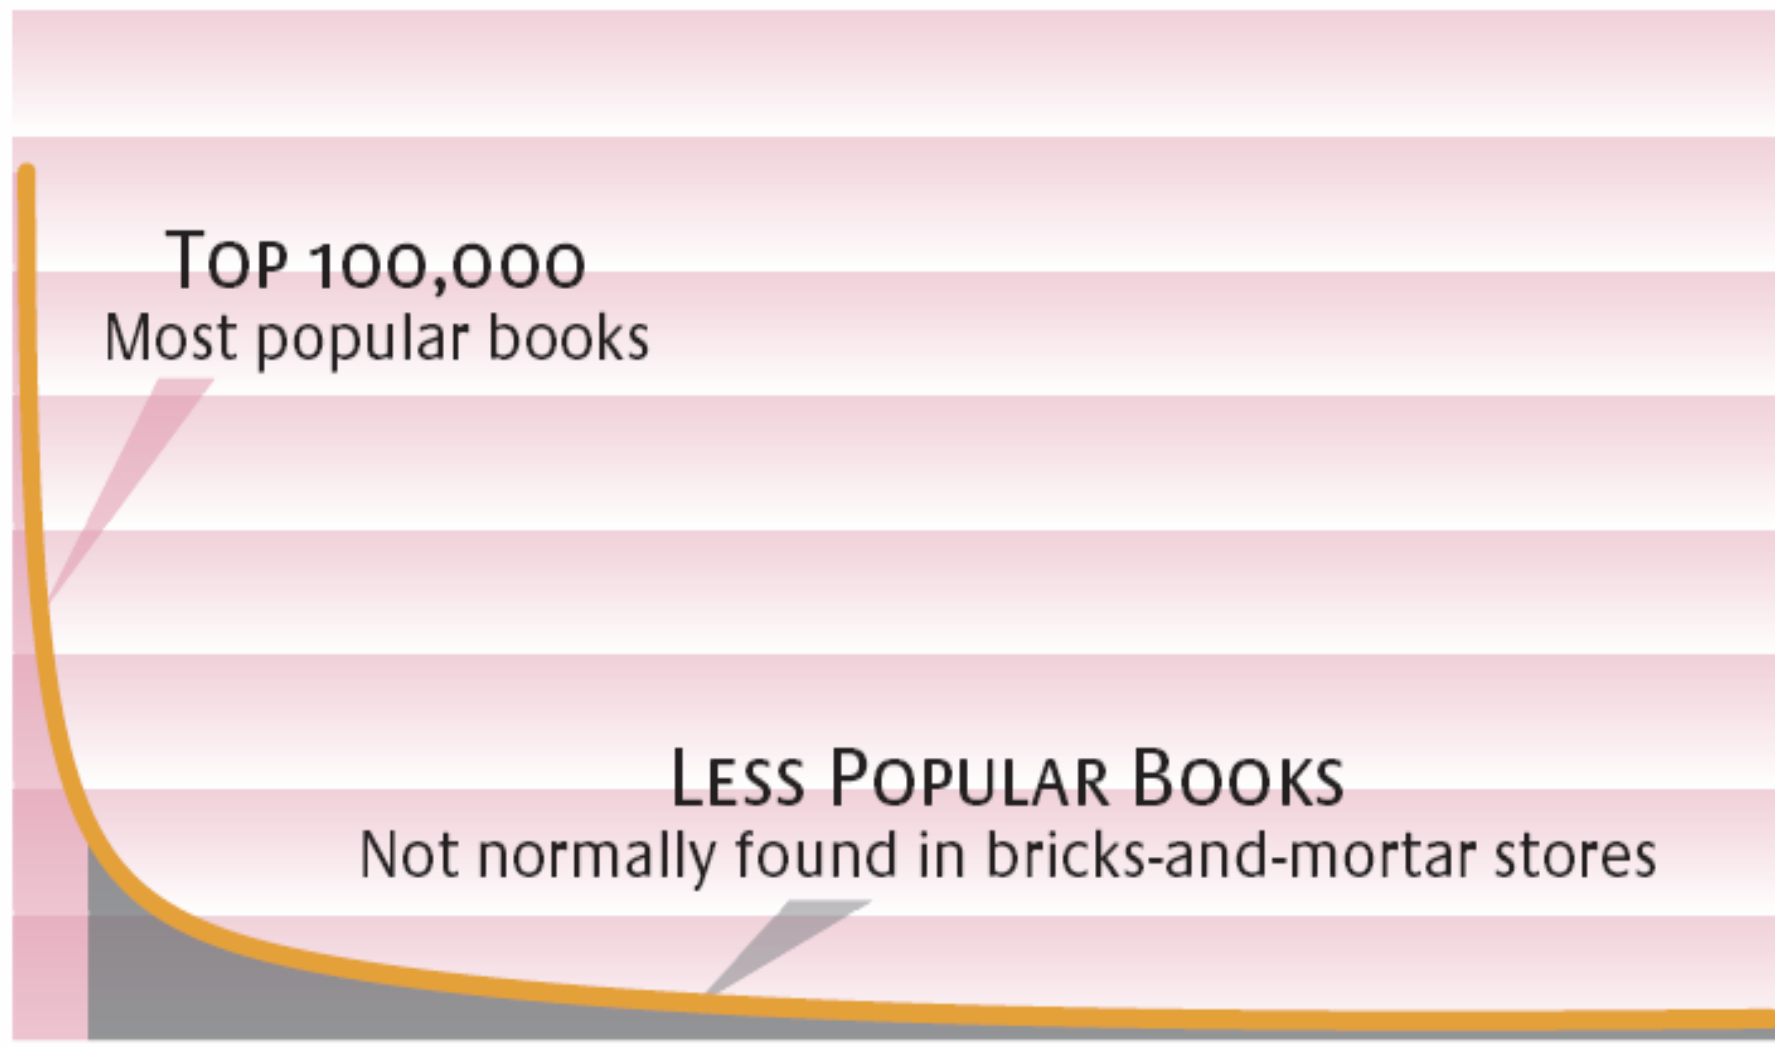 Top 100,000
Most popular books
Less Popular Books
Not normally found in bricks-and-mortar stores